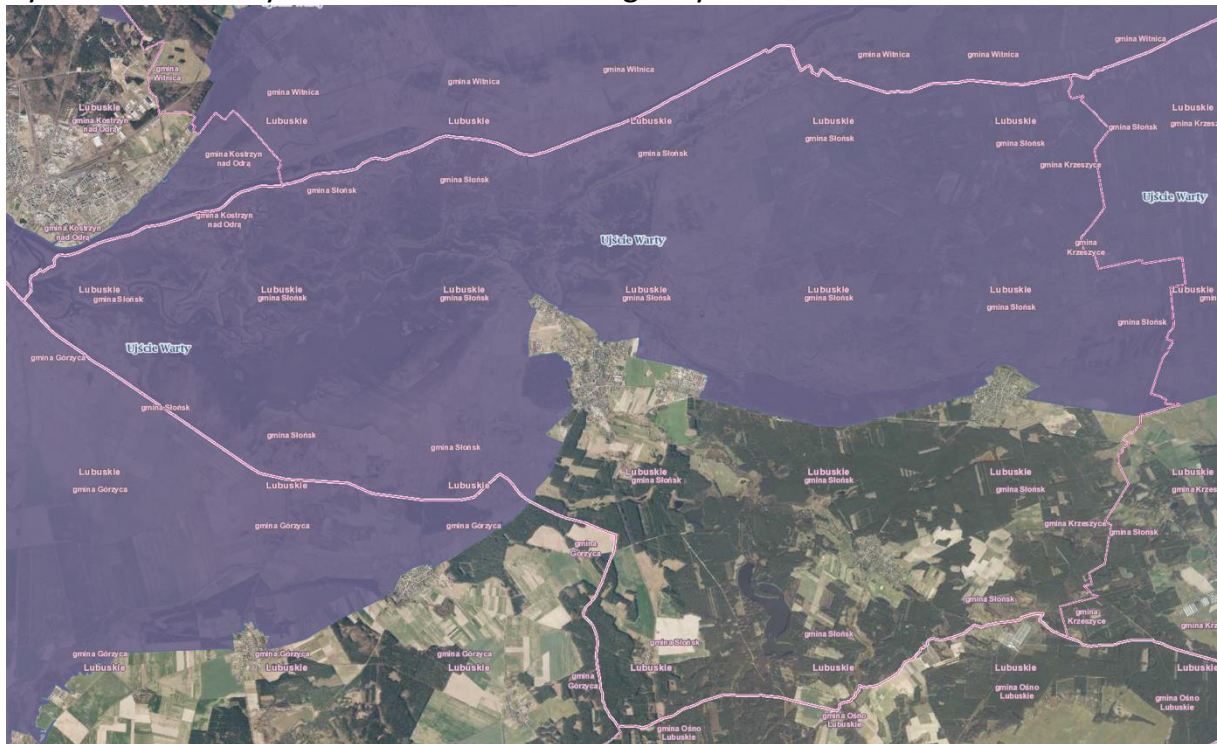 gmina
Witnica
Lubuskie
gmina Kostrzyn
nad Odrą
gmina Witnica
gmina Witnica
gmina Witnica
gmina Witnica
gmina Witnica
gmina Witnica
Lubuskie
Lubuskie
Lubuskie
Lubuskie
Lubuskie
Lubuskie
gmina Słońsk
gmina Krzeszyc
gmina Kostrzyn
nad Odrą
gmina Słońsk
gmina Słońsk
gmina Słońsk
gmina Słońsk
gmina Słońsk
gmina Krzeszyce
gmina Kostrzyn
nad Odrą
gmina Kostrzyn
nad Odrą
Ujście Warty
Ujście Warty
gmina
Krzeszyce
Lubuskie
gmina Słońsk
Lubuskie
gmina Słońsk
Lubuskie
gmina Słońsk
Lubuskie
gmina Słońsk
Lubuskie
gmina Słońsk
Lubuskie
gmina Słońsk
Lubuskie
gmina Słońsk
Ujście Warty
gmina Górzyca
gmina Słońsk
gmina Słońsk
gmina Słońsk
Lubuskie
gmina Górzyca
Lubuskie
Lubuskie
Lubuskie
gmina Słońsk
Lubuskie
gmina Słońsk
Lubuskie
gmina Słońsk
Lubuskie
gmina Krzes
gmina Górzyca
gmina Górzyca
gmina Krzeszyce
gmina Słońsk
gmina
Górzyca
gmina Słońsk
gmina
Krzeszyce
gmina Krz
gmina Słońsk
gmina Słońsk
gmina Górzyca
Lubuskie
gmina Górzyca
Lubuskie
gmina Górzyca
Lubuskie
Lubuskie
Lubuskie
Lubuskie
Lubuskie
gmina
Górzyca
gmina Ośno
Lubuskie
gmina Ośno
Lubuskie
gmina Ośno
gmina Ośno
Lubuskie